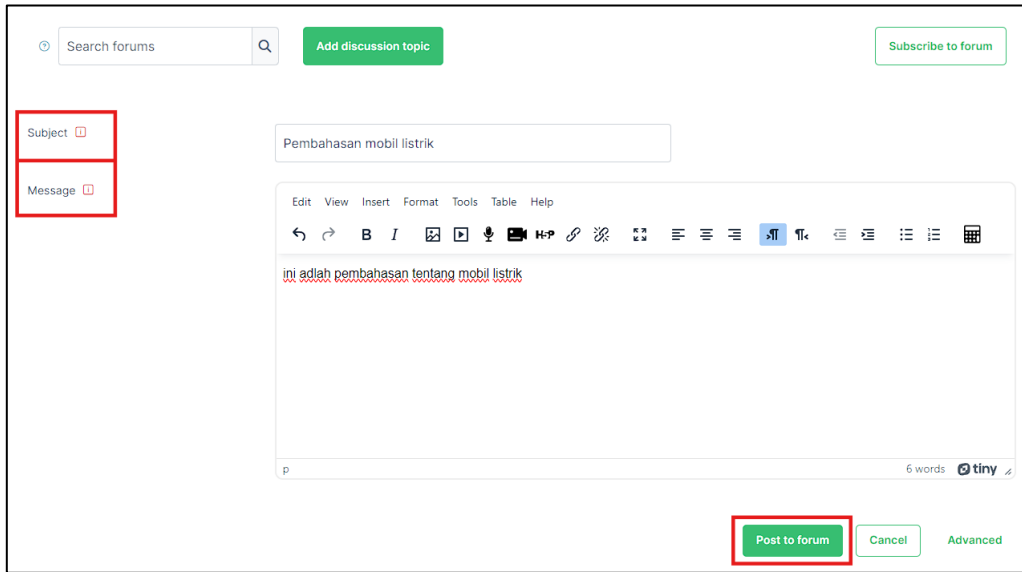 Search forums
Add discussion topic
Subscribe to forum
Subject
Pembahasan mobil listrik
Message
Edit View Insert Format Tools Table Help
B I H5P
ini adlah pembahasan tentang mobil listrik
p
6 words tiny
Post to forum
Cancel
Advanced